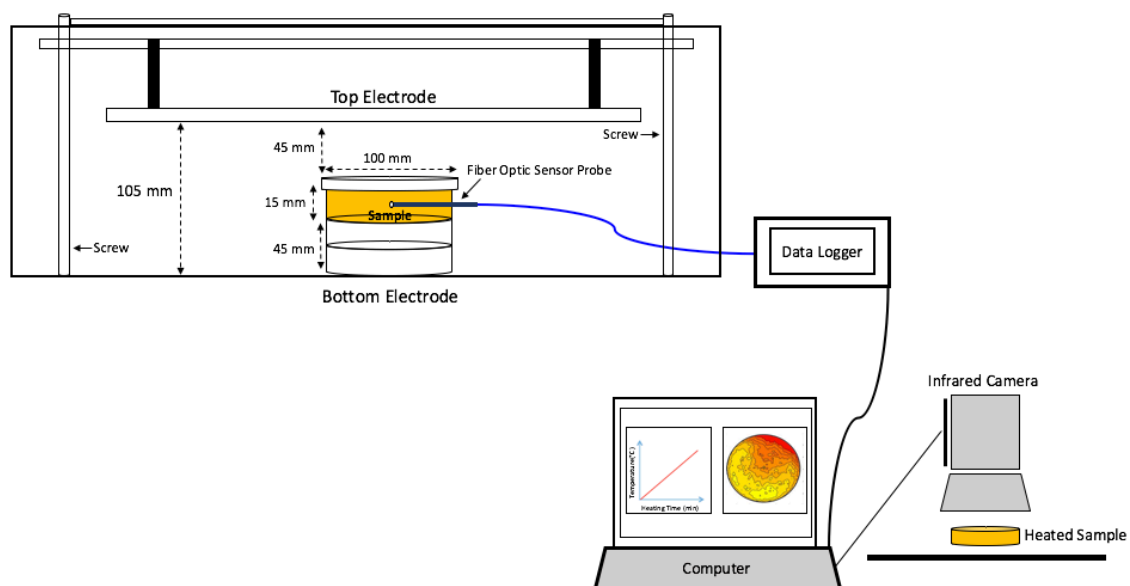 Top Electrode
Screw
45 mm
100 mm
Fiber Optic Sensor Probe
105 mm
15 mm
Sample
Screw
45 mm
Data Logger
Bottom Electrode
Infrared Camera
Temperature(°C)
Heating Time (min)
Heated Sample
Computer